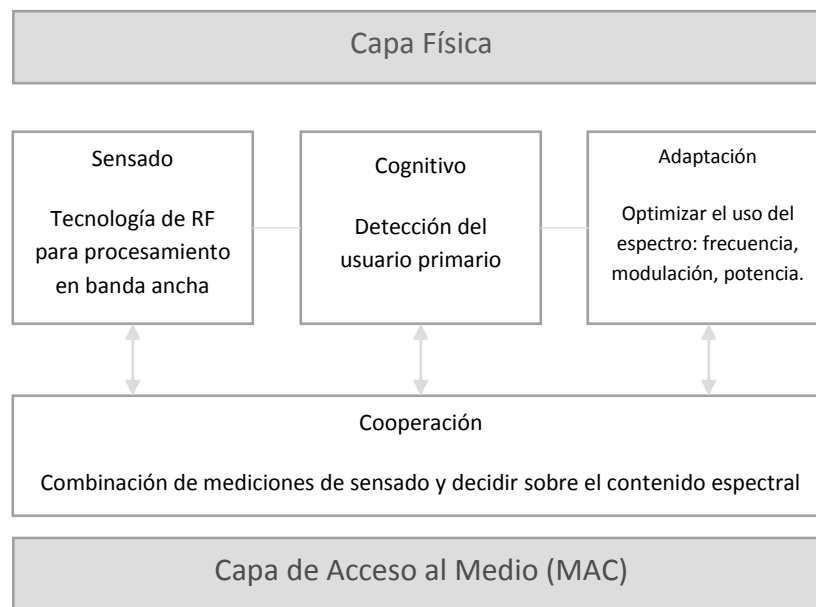 Capa Física
Sensado
Tecnología de RF
para procesamiento
en banda ancha
Cognitivo
Detección del
usuario primario
Adaptación
Optimizar el uso del
espectro: frecuencia,
modulación, potencia.
Cooperación
Combinación de mediciones de sensado y decidir sobre el contenido espectral
Capa de Acceso al Medio (MAC)